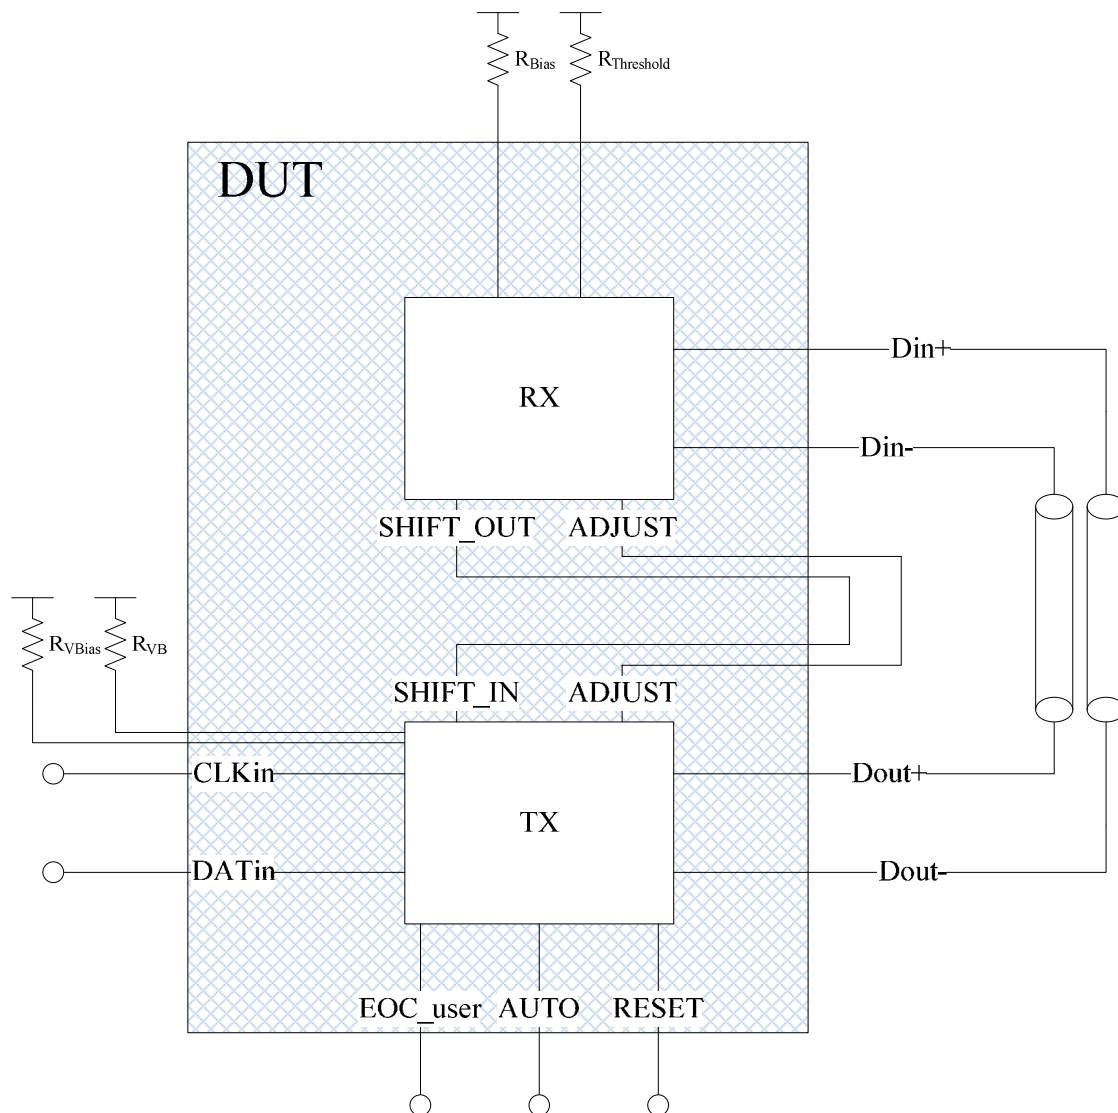 R_Bias
R_Threshold
DUT
Din+
RX
Din-
SHIFT_OUT
ADJUST
R_VBias
R_VB
SHIFT_IN
ADJUST
CLKin
Dout+
TX
DATin
Dout-
EOC_user
AUTO
RESET